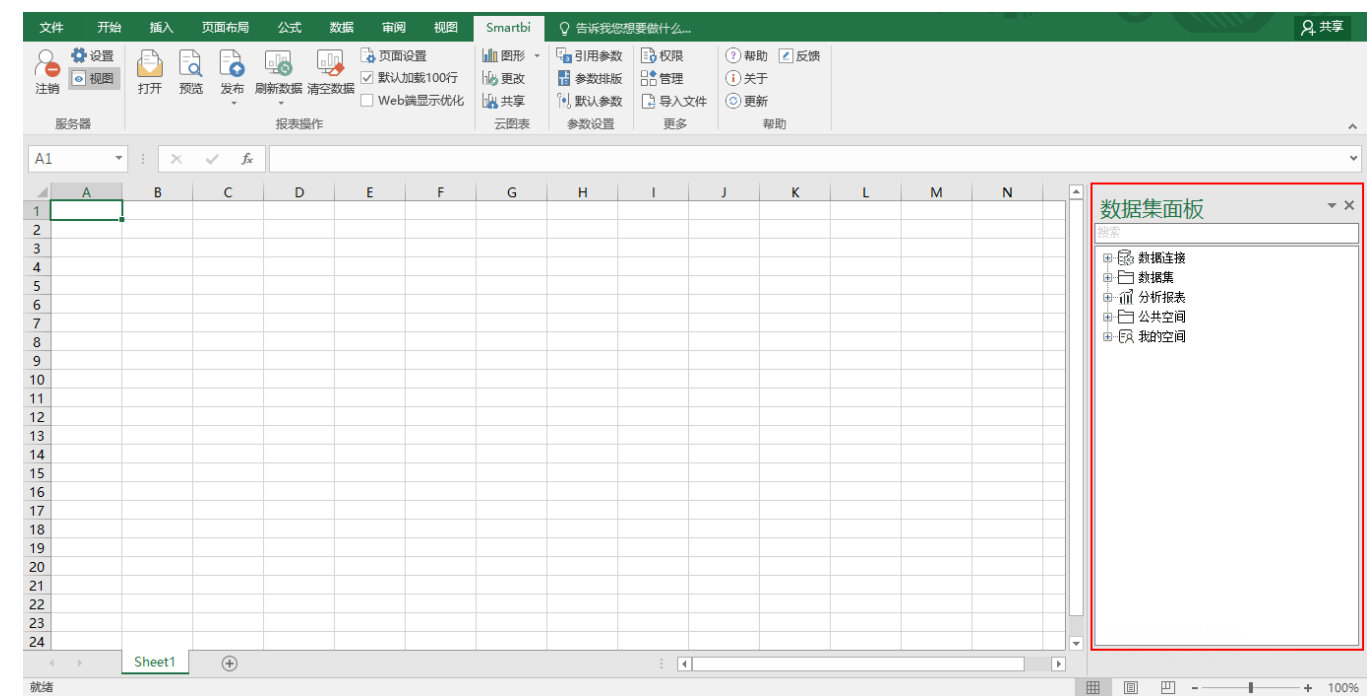 文件 开始 插入 页面布局 公式 数据 审阅 视图 Smartbi 告诉我您想要做什么... 共享
注销 设置 视图
服务器
打开 预览 发布 刷新数据 清空数据 页面设置
默认加载100行
Web端显示优化
报表操作
图形
更改
共享
云图表
引用参数
参数排版
默认参数
参数设置
权限
管理
导入文件
更多
帮助 反馈
关于
更新
帮助
A1 fx
A B C D E F G H I J K L M N
1
2
3
4
5
6
7
8
9
10
11
12
13
14
15
16
17
18
19
20
21
22
23
24
数据集面板
搜索
数据连接
数据集
分析报表
公共空间
我的空间
Sheet1
就绪 100%